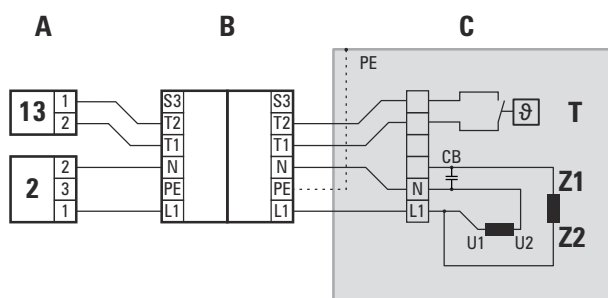 A B C
PE
13 1 S3 S3
2 T2 T2 ϑ T
T1 T1
2 2 N N CB
3 PE PE N Z1
1 L1 L1 L1 U1 U2 Z2